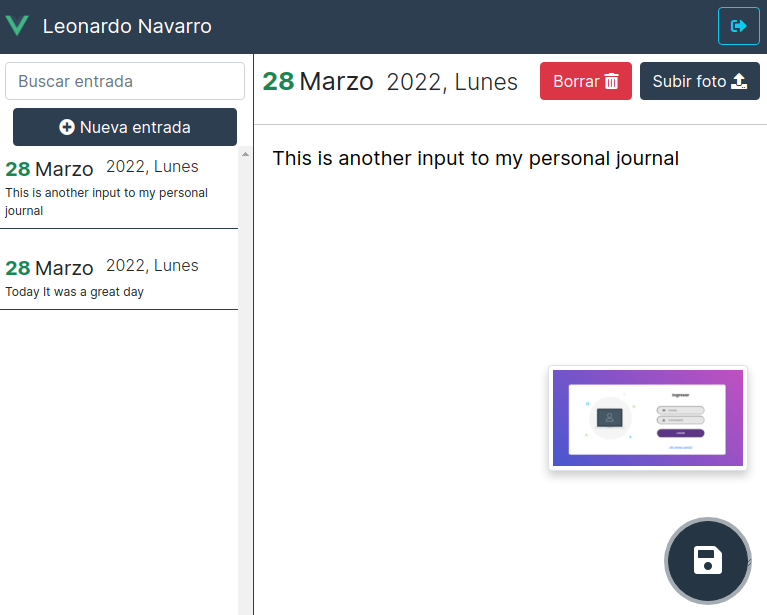 Leonardo Navarro
Buscar entrada
Nueva entrada
28 Marzo 2022, Lunes
This is another input to my personal
journal
28 Marzo 2022, Lunes
Today It was a great day
28 Marzo 2022, Lunes
Borrar
Subir foto
This is another input to my personal journal
Ingresar